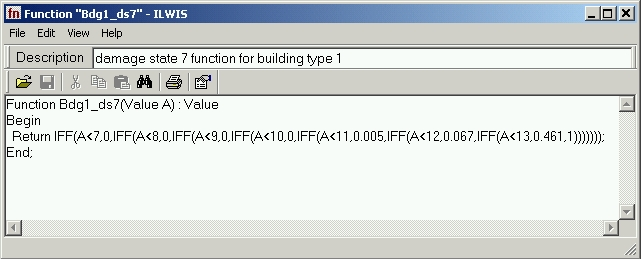 fn Function "Bdg1_ds7" - ILWIS
File Edit View Help
Description damage state 7 function for building type 1
Function Bdg1_ds7(Value A) : Value
Begin
Return IFF(A<7,0,IFF(A<8,0,IFF(A<9,0,IFF(A<10,0,IFF(A<11,0.005,IFF(A<12,0.067,IFF(A<13,0.461,1)))))));
End;